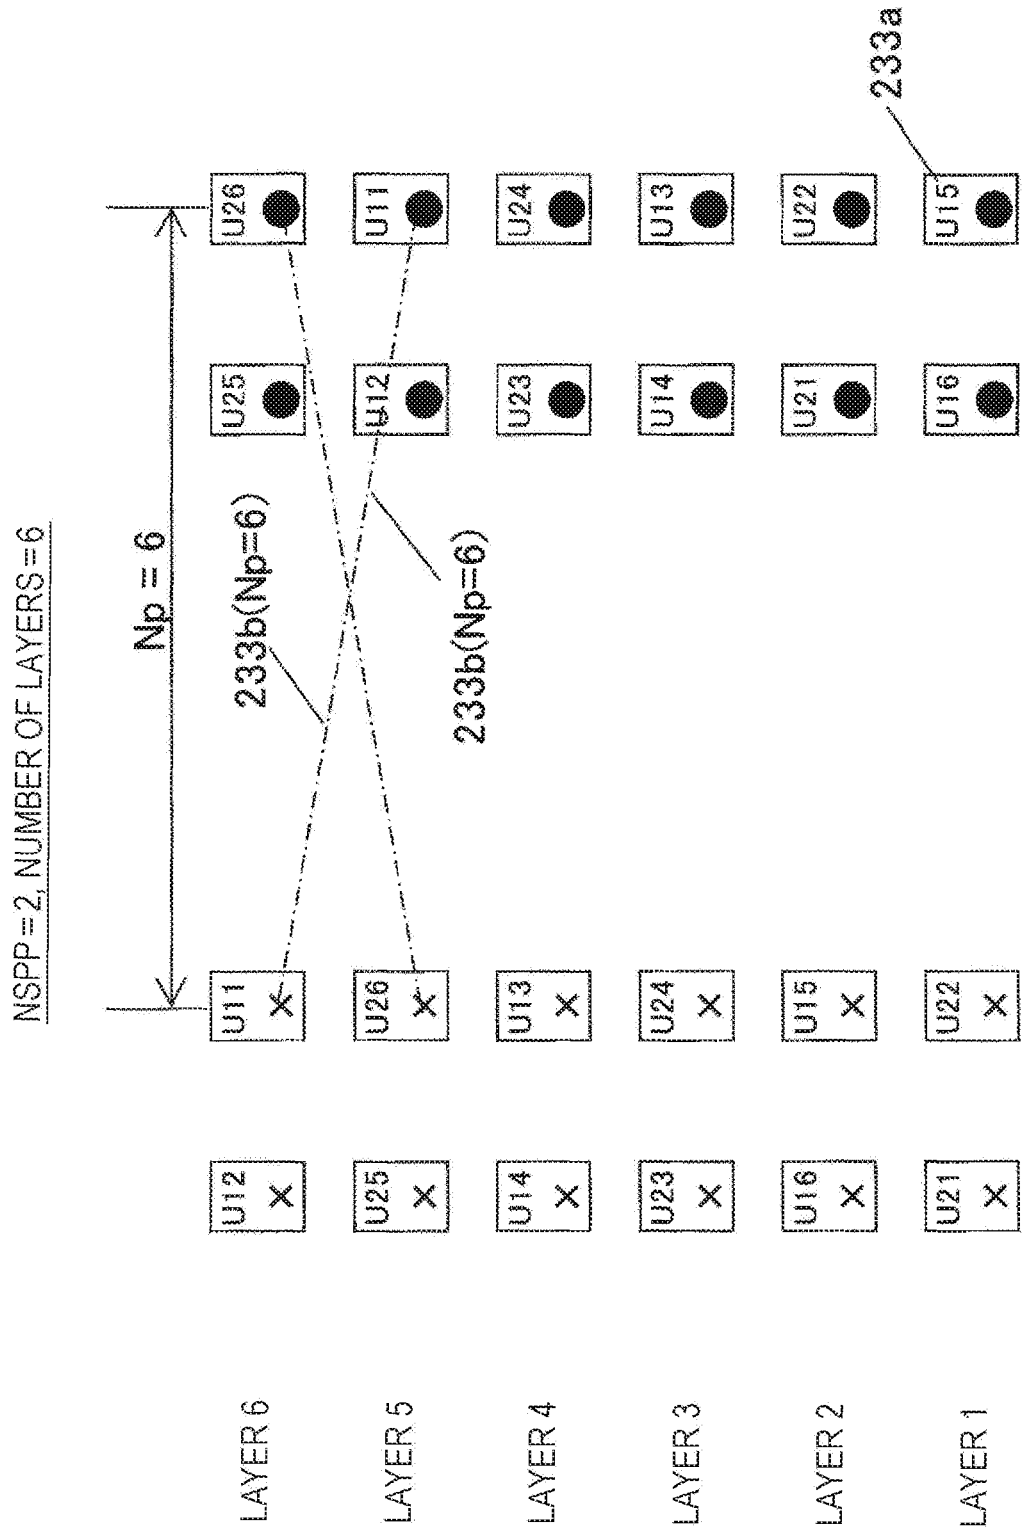 NSPP=2, NUMBER OF LAYERS=6
Np = 6
233b(Np=6)
233b(Np=6)
233a
LAYER 6 U12 U11 U25 U26
LAYER 5 U25 U26 U12 U11
LAYER 4 U14 U13 U23 U24
LAYER 3 U23 U24 U14 U13
LAYER 2 U16 U15 U21 U22
LAYER 1 U21 U22 U16 U15